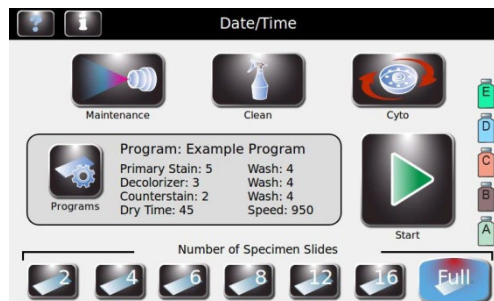 ?
i
Date/Time
Maintenance
Clean
Cyto
Program: Example Program
Primary Stain: 5 Wash: 4
Decolorizer: 3 Wash: 4
Counterstain: 2 Wash: 4
Dry Time: 45 Speed: 950
Programs
Start
E
D
C
B
A
Number of Specimen Slides
2 4 6 8 12 16 Full